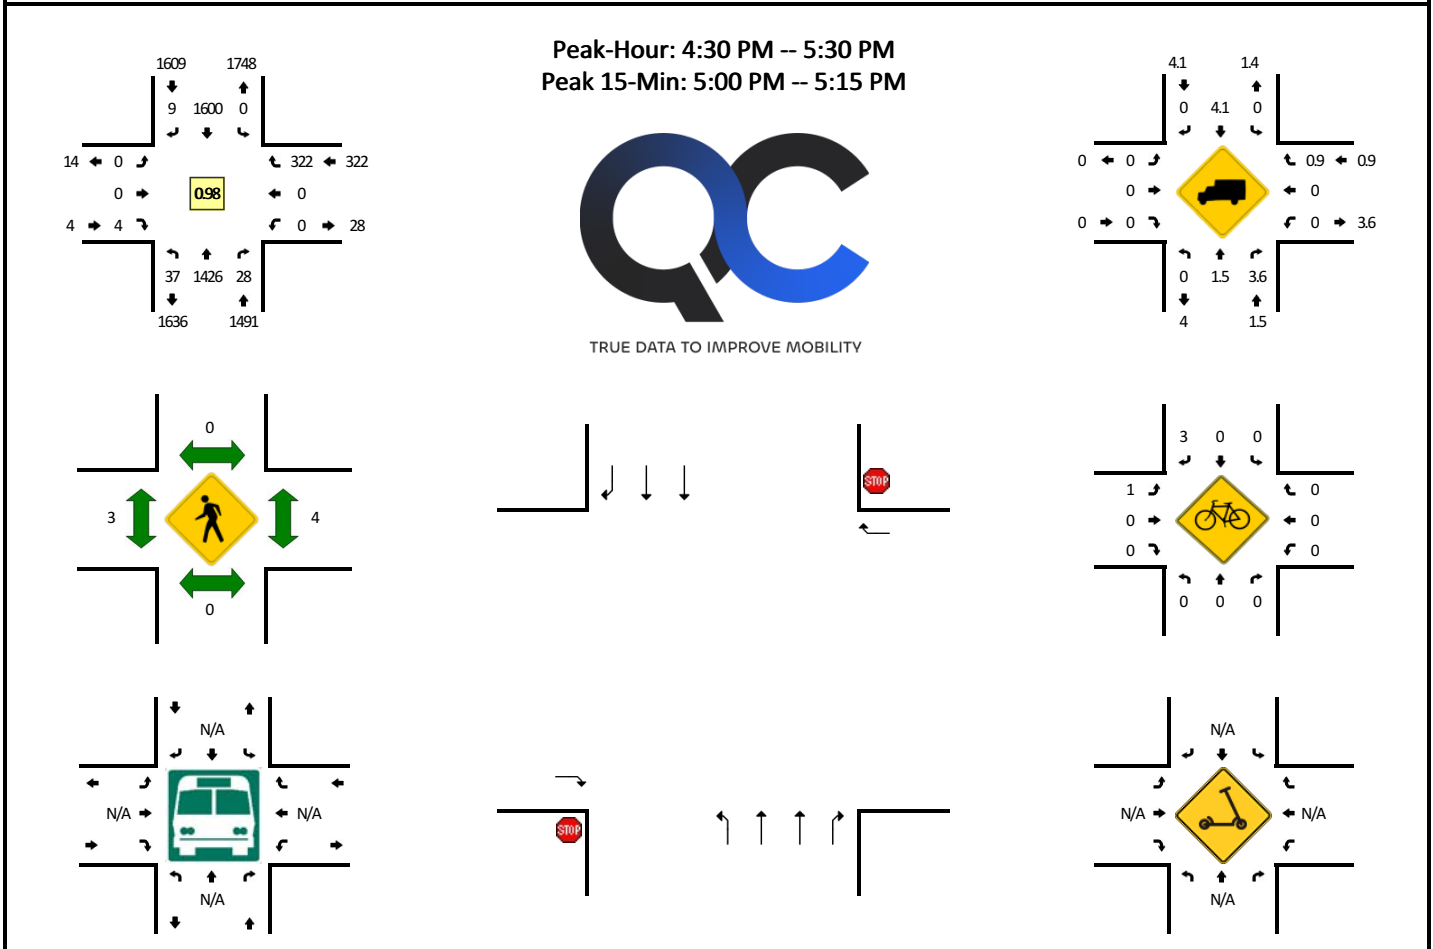 Peak-Hour: 4:30 PM -- 5:30 PM
Peak 15-Min: 5:00 PM -- 5:15 PM
1609 1748
9 1600 0
14 0 322 322
0 0.98 0
4 4 0 28
37 1426 28
1636 1491
TRUE DATA TO IMPROVE MOBILITY
4.1 1.4
0 4.1 0
0 0 0.9 0.9
0 0
0 0 0 3.6
0 1.5 3.6
4 1.5
0
3 4
0
STOP
STOP
3 0 0
1 0
0 0
0 0
0 0 0
N/A
N/A N/A
N/A
N/A
N/A N/A
N/A